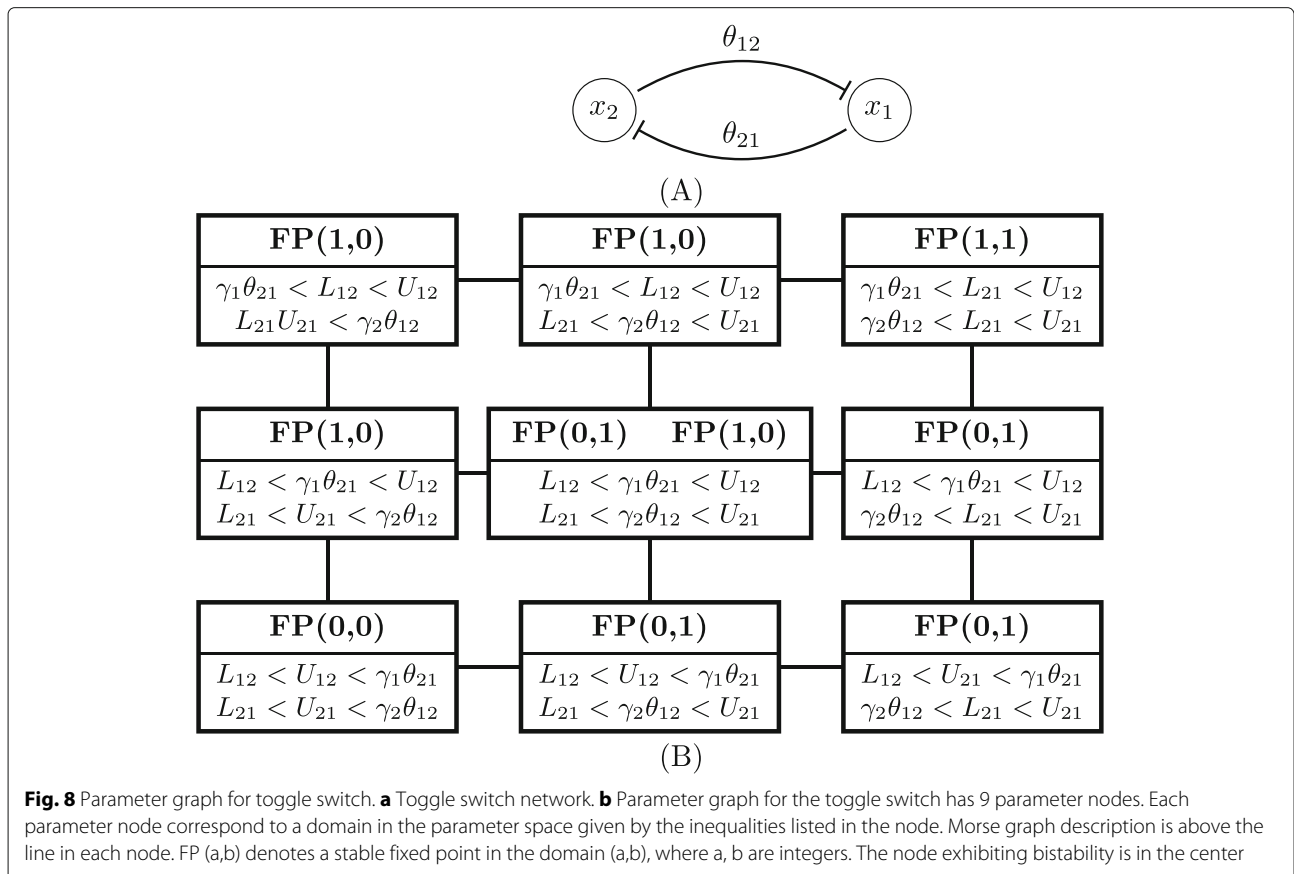 θ₁₂
x₂ x₁
θ₂₁
(A)
FP(1,0) FP(1,0) FP(1,1)
γ₁θ₂₁ < L₁₂ < U₁₂ γ₁θ₂₁ < L₁₂ < U₁₂ γ₁θ₂₁ < L₂₁ < U₁₂
L₂₁U₂₁ < γ₂θ₁₂ L₂₁ < γ₂θ₁₂ < U₂₁ γ₂θ₁₂ < L₂₁ < U₂₁
FP(1,0) FP(0,1) FP(1,0) FP(0,1)
L₁₂ < γ₁θ₂₁ < U₁₂ L₁₂ < γ₁θ₂₁ < U₁₂ L₁₂ < γ₁θ₂₁ < U₁₂
L₂₁ < U₂₁ < γ₂θ₁₂ L₂₁ < γ₂θ₁₂ < U₂₁ γ₂θ₁₂ < L₂₁ < U₂₁
FP(0,0) FP(0,1) FP(0,1)
L₁₂ < U₁₂ < γ₁θ₂₁ L₁₂ < U₁₂ < γ₁θ₂₁ L₁₂ < U₂₁ < γ₁θ₂₁
L₂₁ < U₂₁ < γ₂θ₁₂ L₂₁ < γ₂θ₁₂ < U₂₁ γ₂θ₁₂ < L₂₁ < U₂₁
(B)
Fig. 8 Parameter graph for toggle switch. a Toggle switch network. b Parameter graph for the toggle switch has 9 parameter nodes. Each
parameter node correspond to a domain in the parameter space given by the inequalities listed in the node. Morse graph description is above the
line in each node. FP (a,b) denotes a stable fixed point in the domain (a,b), where a, b are integers. The node exhibiting bistability is in the center